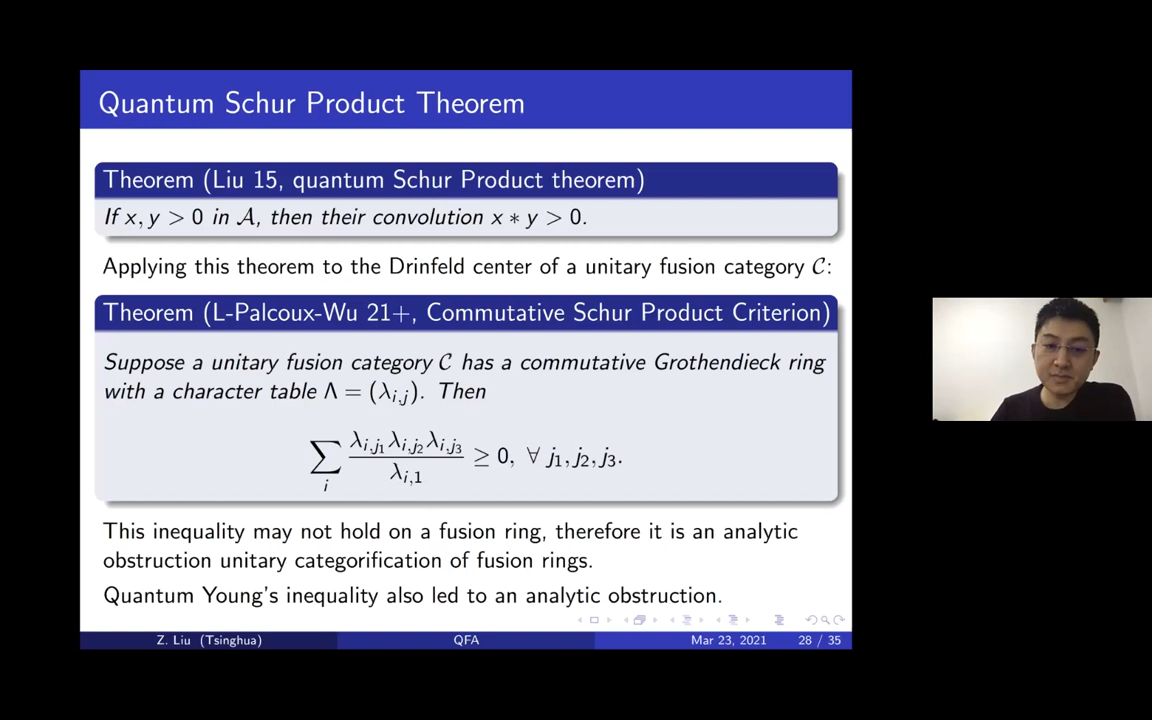 Quantum Schur Product Theorem
Theorem (Liu 15, quantum Schur Product theorem)
If x, y > 0 in 𝒜, then their convolution x ∗ y > 0.
Applying this theorem to the Drinfeld center of a unitary fusion category 𝒞:
Theorem (L-Palcoux-Wu 21+, Commutative Schur Product Criterion)
Suppose a unitary fusion category 𝒞 has a commutative Grothendieck ring
with a character table Λ = (λ_{i,j}). Then
∑_i λ_{i,j₁}λ_{i,j₂}λ_{i,j₃} / λ_{i,1} ≥ 0, ∀ j₁, j₂, j₃.
This inequality may not hold on a fusion ring, therefore it is an analytic
obstruction unitary categorification of fusion rings.
Quantum Young's inequality also led to an analytic obstruction.
Z. Liu (Tsinghua) QFA Mar 23, 2021 28 / 35